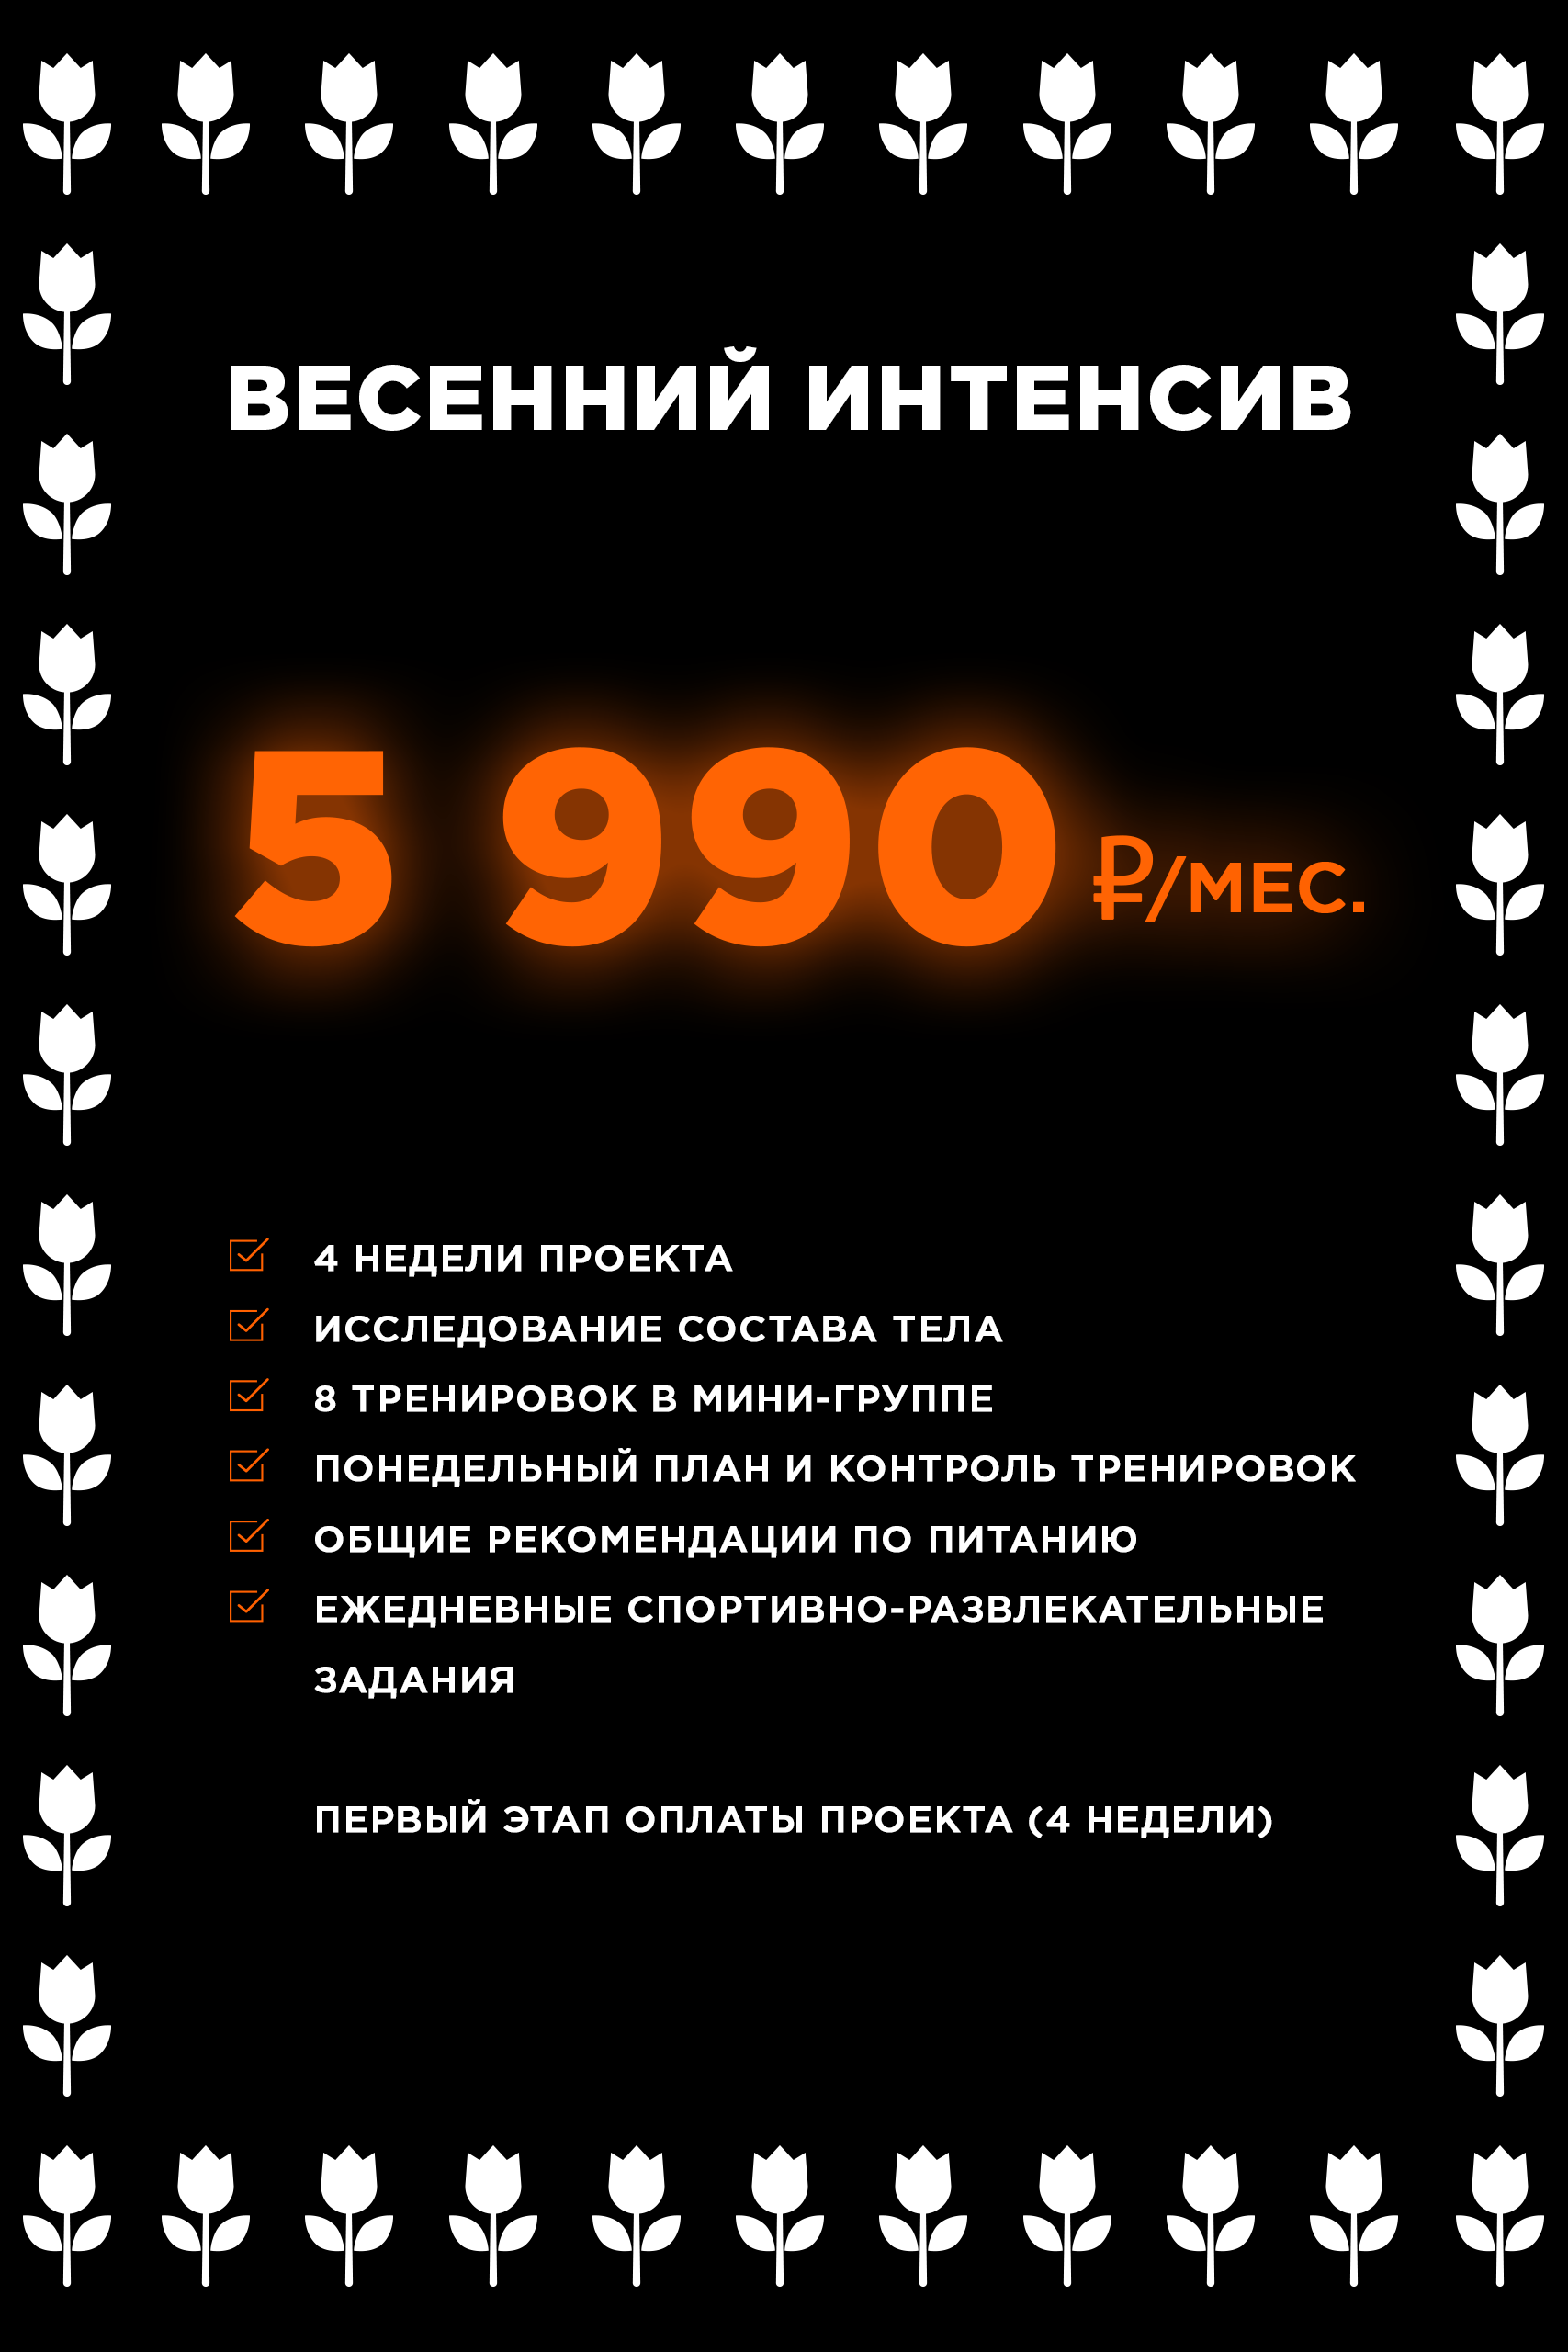 ВЕСЕННИЙ ИНТЕНСИВ
5 990 ₽/МЕС.
4 НЕДЕЛИ ПРОЕКТА
ИССЛЕДОВАНИЕ СОСТАВА ТЕЛА
8 ТРЕНИРОВОК В МИНИ-ГРУППЕ
ПОНЕДЕЛЬНЫЙ ПЛАН И КОНТРОЛЬ ТРЕНИРОВОК
ОБЩИЕ РЕКОМЕНДАЦИИ ПО ПИТАНИЮ
ЕЖЕДНЕВНЫЕ СПОРТИВНО-РАЗВЛЕКАТЕЛЬНЫЕ
ЗАДАНИЯ
ПЕРВЫЙ ЭТАП ОПЛАТЫ ПРОЕКТА (4 НЕДЕЛИ)